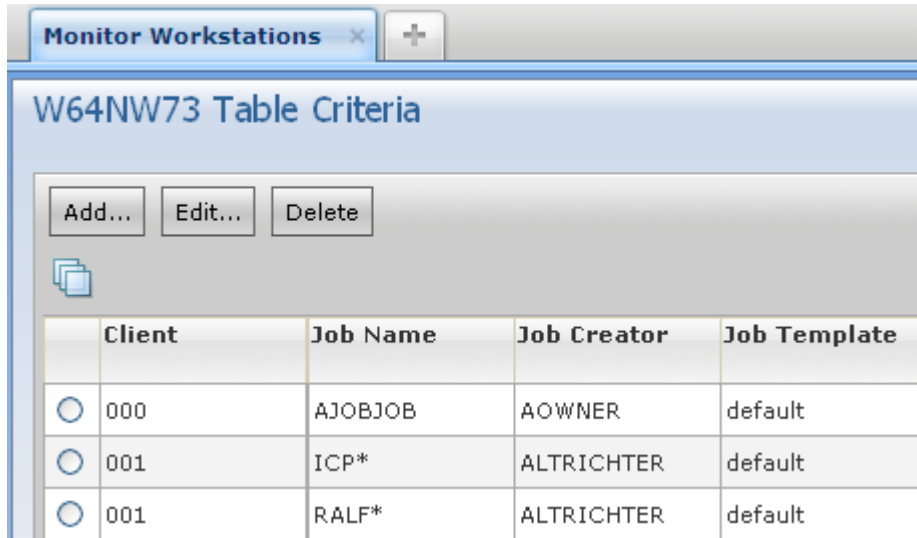 Monitor Workstations
W64NW73 Table Criteria
Add... Edit... Delete
Client Job Name Job Creator Job Template
000 AJOBJOB AOWNER default
001 ICP* ALTRICHTER default
001 RALF* ALTRICHTER default